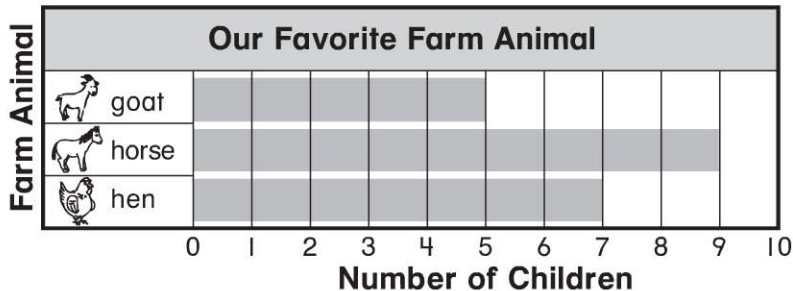 Our Favorite Farm Animal
Farm Animal
goat
horse
hen
0 1 2 3 4 5 6 7 8 9 10
Number of Children